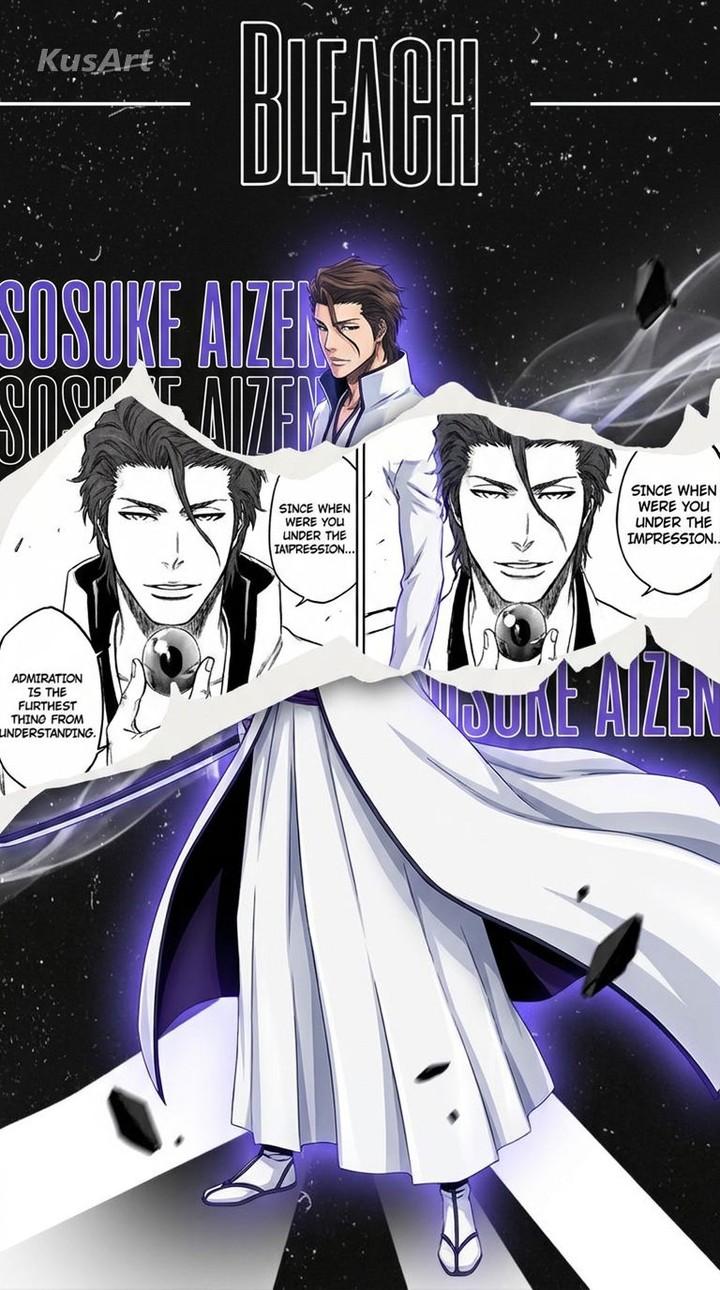 KusArt
BLEACH
SOSUKE AIZEN
SOSUKE AIZEN
SINCE WHEN
WERE YOU
UNDER THE
IMPRESSION...
SINCE WHEN
WERE YOU
UNDER THE
IMPRESSION..
ADMIRATION
IS THE
FURTHEST
THING FROM
UNDERSTANDING.
OSUKE AIZEN